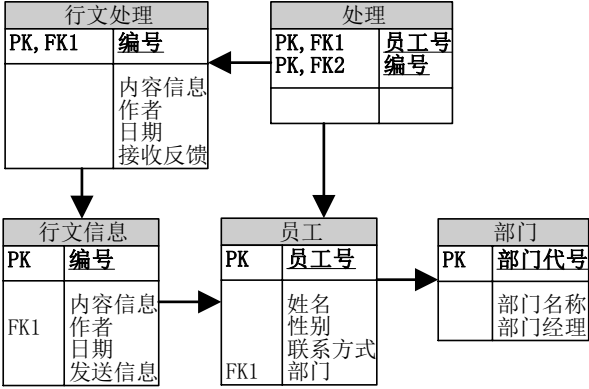 行文处理
PK,FK1 编号
内容信息
作者
日期
接收反馈
处理
PK,FK1 员工号
PK,FK2 编号
行文信息
PK 编号
内容信息
FK1 作者
日期
发送信息
员工
PK 员工号
姓名
性别
联系方式
FK1 部门
部门
PK 部门代号
部门名称
部门经理